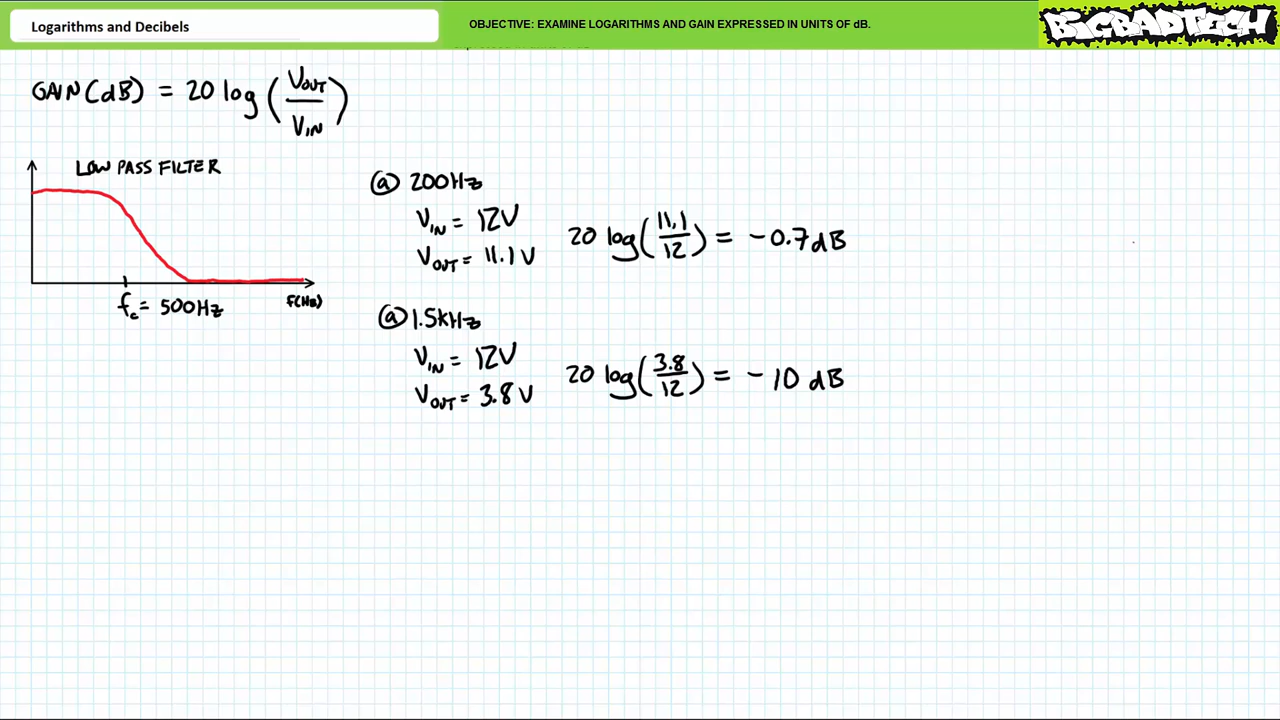 Logarithms and Decibels
OBJECTIVE: EXAMINE LOGARITHMS AND GAIN EXPRESSED IN UNITS OF dB.
BIGBADTECH
GAIN(dB) = 20 log (VOUT / VIN)
LOW PASS FILTER
fc = 500Hz
f(Hz)
@ 200Hz
VIN = 12V
VOUT = 11.1V
20 log(11.1 / 12) = -0.7dB
@ 1.5kHz
VIN = 12V
VOUT = 3.8V
20 log(3.8 / 12) = -10 dB